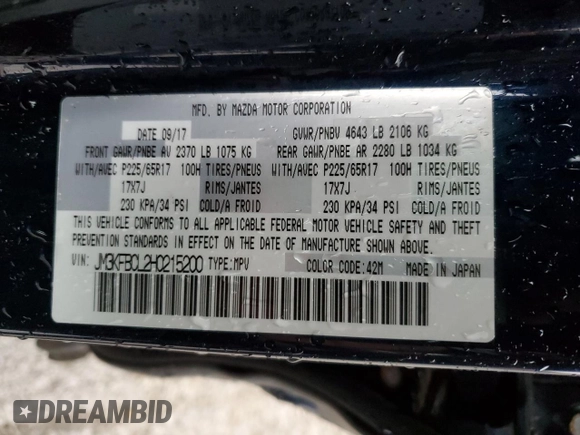 MFD. BY MAZDA MOTOR CORPORATION
DATE 09/17 GVWR/PNBV 4643 LB 2106 KG
FRONT GAWR/PNBE AV 2370 LB 1075 KG REAR GAWR/PNBE AR 2280 LB 1034 KG
WITH/AVEC P225/65R17 100H TIRES/PNEUS WITH/AVEC P225/65R17 100H TIRES/PNEUS
17X7J RIMS/JANTES 17X7J RIMS/JANTES
230 KPA/34 PSI COLD/A FROID 230 KPA/34 PSI COLD/A FROID
THIS VEHICLE CONFORMS TO ALL APPLICABLE FEDERAL MOTOR VEHICLE SAFETY AND THEFT
PREVENTION STANDARDS IN EFFECT ON THE DATE OF MANUFACTURE SHOWN ABOVE.
VIN: JM3KFBCL2H0215200 TYPE:MPV COLOR CODE:42M MADE IN JAPAN
DREAMBID